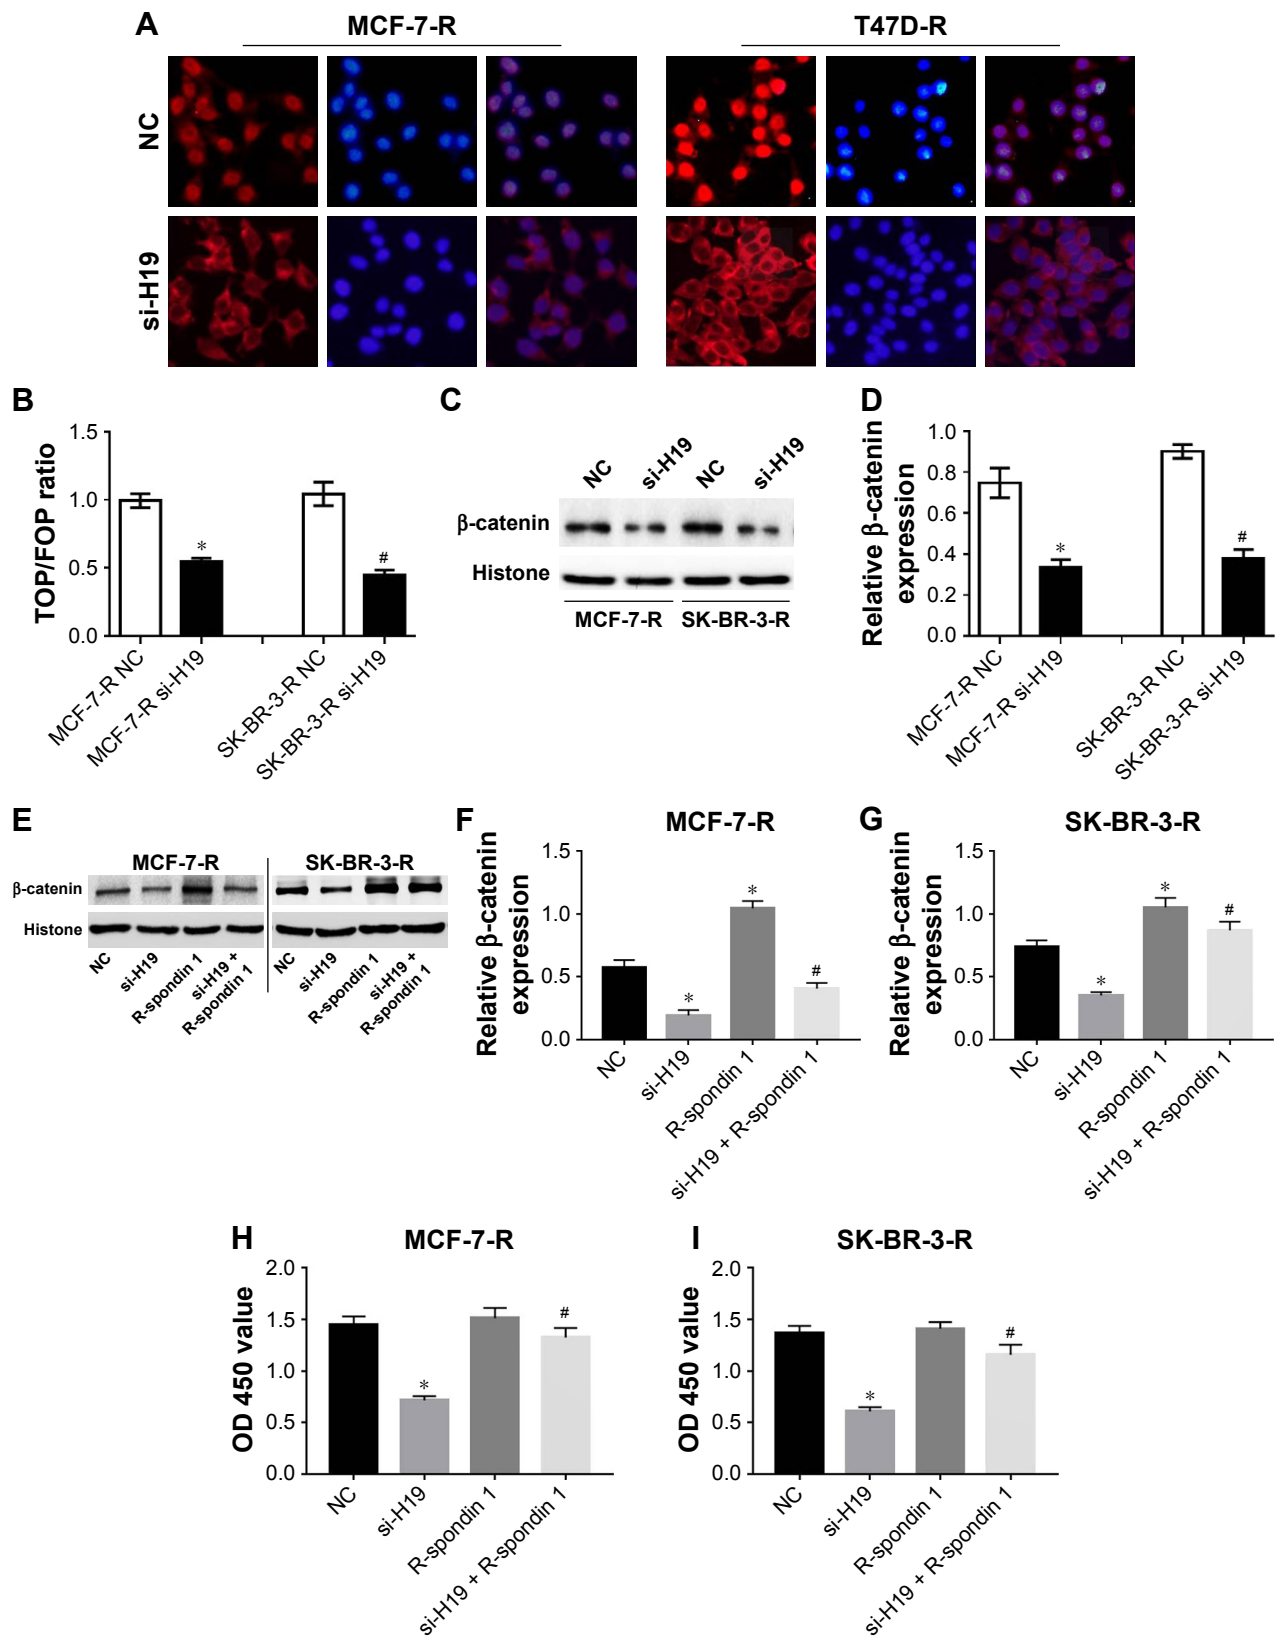 A
MCF-7-R
T47D-R
NC
si-H19
B
TOP/FOP ratio
1.5
1.0
0.5
0.0
*
#
MCF-7-R NC
MCF-7-R si-H19
SK-BR-3-R NC
SK-BR-3-R si-H19
C
NC
si-H19
NC
si-H19
β-catenin
Histone
MCF-7-R
SK-BR-3-R
D
Relative β-catenin
expression
1.0
0.8
0.6
0.4
0.2
0.0
*
#
MCF-7-R NC
MCF-7-R si-H19
SK-BR-3-R NC
SK-BR-3-R si-H19
E
MCF-7-R
SK-BR-3-R
β-catenin
Histone
NC
si-H19
R-spondin 1
si-H19 +
R-spondin 1
NC
si-H19
R-spondin 1
si-H19 +
R-spondin 1
F
MCF-7-R
Relative β-catenin
expression
1.5
1.0
0.5
0.0
*
*
#
NC
si-H19
R-spondin 1
si-H19 + R-spondin 1
G
SK-BR-3-R
Relative β-catenin
expression
1.5
1.0
0.5
0.0
*
*
#
NC
si-H19
R-spondin 1
si-H19 + R-spondin 1
H
MCF-7-R
OD 450 value
2.0
1.5
1.0
0.5
0.0
*
#
NC
si-H19
R-spondin 1
si-H19 + R-spondin 1
I
SK-BR-3-R
OD 450 value
2.0
1.5
1.0
0.5
0.0
*
#
NC
si-H19
R-spondin 1
si-H19 + R-spondin 1